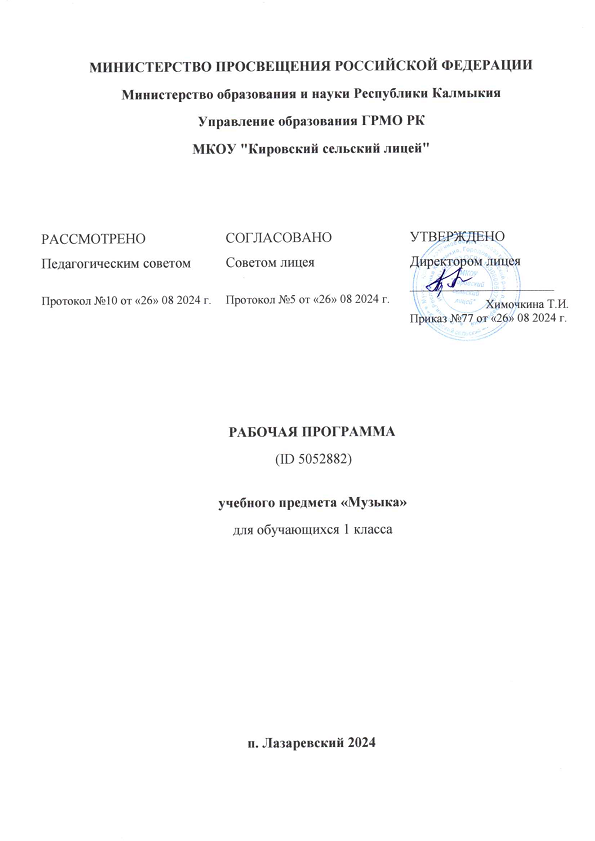 МИНИСТЕРСТВО ПРОСВЕЩЕНИЯ РОССИЙСКОЙ ФЕДЕРАЦИИ
Министерство образования и науки Республики Калмыкия
Управление образования ГРМО РК
МКОУ "Кировский сельский лицей"
РАССМОТРЕНО
Педагогическим советом
Протокол №10 от «26» 08 2024 г.
СОГЛАСОВАНО
Советом лицея
Протокол №5 от «26» 08 2024 г.
УТВЕРЖДЕНО
Директором лицея
Химочкина Т.И.
Приказ №77 от «26» 08 2024 г.
РАБОЧАЯ ПРОГРАММА
(ID 5052882)
учебного предмета «Музыка»
для обучающихся 1 класса
п. Лазаревский 2024